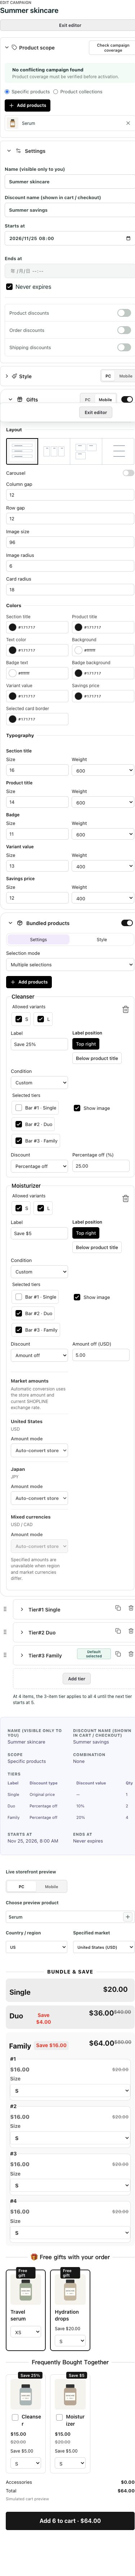 EDIT CAMPAIGN
Summer skincare
Exit editor
Product scope
Check campaign coverage
No conflicting campaign found
Product coverage must be verified before activation.
Specific products
Product collections
+ Add products
Serum
Settings
Name (visible only to you)
Summer skincare
Discount name (shown in cart / checkout)
Summer savings
Starts at
2026/11/25 08:00
Ends at
年 /月/日 --:--
Never expires
Product discounts
Order discounts
Shipping discounts
Style
PC
Mobile
Gifts
PC
Mobile
Exit editor
Layout
Carousel
Column gap
12
Row gap
12
Image size
96
Image radius
6
Card radius
18
Colors
Section title
Product title
#171717
#171717
Text color
Background
#171717
#ffffff
Badge text
Badge background
#ffffff
#171717
Variant value
Savings price
#171717
#171717
Selected card border
#171717
Typography
Section title
Size
Weight
16
600
Product title
Size
Weight
14
600
Badge
Size
Weight
11
600
Variant value
Size
Weight
13
400
Savings price
Size
Weight
12
400
Bundled products
Settings
Style
Selection mode
Multiple selections
+ Add products
Cleanser
Allowed variants
S
L
Label
Label position
Save 25%
Top right
Below product title
Condition
Custom
Selected tiers
Bar #1 · Single
Show image
Bar #2 · Duo
Bar #3 · Family
Discount
Percentage off (%)
Percentage off
25.00
Moisturizer
Allowed variants
S
L
Label
Label position
Save $5
Top right
Below product title
Condition
Custom
Selected tiers
Bar #1 · Single
Show image
Bar #2 · Duo
Bar #3 · Family
Discount
Amount off (USD)
Amount off
5.00
Market amounts
Automatic conversion uses
the store amount and
current SHOPLINE
exchange rate.
United States
USD
Amount mode
Auto-convert store
Japan
JPY
Amount mode
Auto-convert store
Mixed currencies
USD / CAD
Amount mode
Auto-convert store
Specified amounts are
unavailable when region
and market currencies
differ.
Tier#1 Single
Tier#2 Duo
Tier#3 Family
Default selected
Add tier
At 4 items, the 3-item tier applies to all 4 until the next tier
starts at 5.
NAME (VISIBLE ONLY TO YOU)
DISCOUNT NAME (SHOWN IN CART / CHECKOUT)
Summer skincare
Summer savings
SCOPE
COMBINATION
Specific products
None
TIERS
Label
Discount type
Discount value
Qty
Single
Original price
—
1
Duo
Percentage off
10%
2
Family
Percentage off
20%
4
STARTS AT
ENDS AT
Nov 25, 2026, 8:00 AM
Never expires
Live storefront preview
PC
Mobile
Choose preview product
Serum
+
Country / region
Specified market
US
United States (USD)
BUNDLE & SAVE
Single
$20.00
Duo
Save $4.00
$36.00
$40.00
Family
Save $16.00
$64.00
$80.00
#1
$16.00
$20.00
Size
S
#2
$16.00
$20.00
Size
S
#3
$16.00
$20.00
Size
S
#4
$16.00
$20.00
Size
S
🎁 Free gifts with your order
Free gift
Free gift
Travel serum
Hydration drops
Save $20.00
XS
S
Frequently Bought Together
Save 25%
Save $5
Cleanser
Moisturizer
$15.00
$15.00
$20.00
$20.00
Save $5.00
Save $5.00
S
S
Accessories
$0.00
Total
$64.00
Simulated cart preview
Add 6 to cart · $64.00